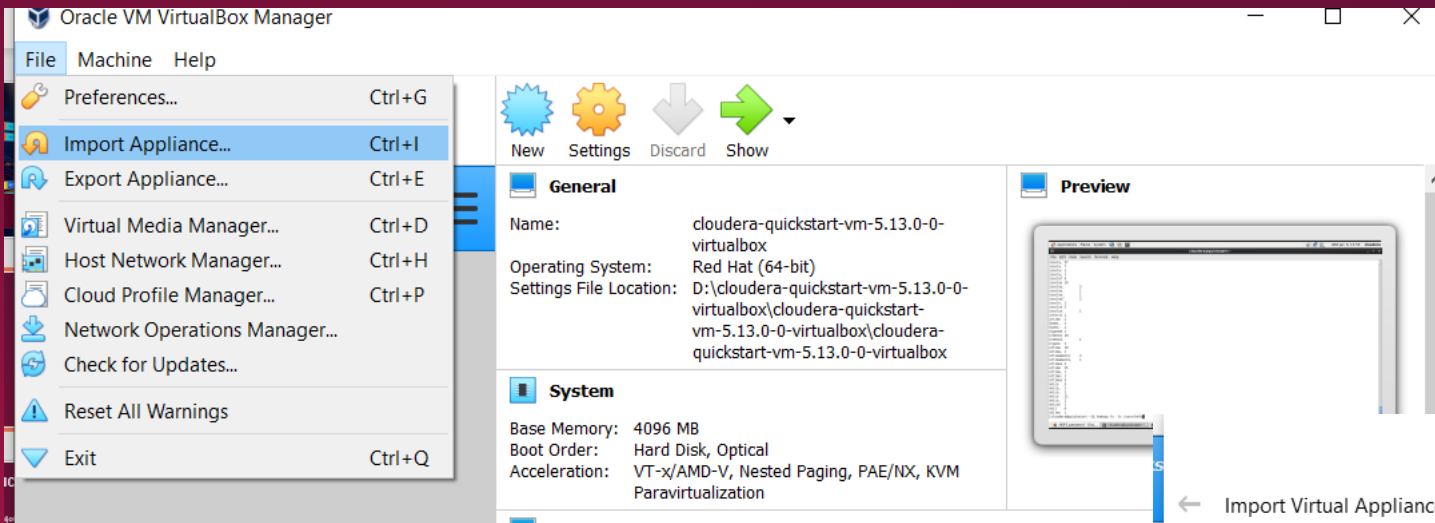 Oracle VM VirtualBox Manager
File Machine Help
Preferences... Ctrl+G
Import Appliance... Ctrl+I
Export Appliance... Ctrl+E
Virtual Media Manager... Ctrl+D
Host Network Manager... Ctrl+H
Cloud Profile Manager... Ctrl+P
Network Operations Manager...
Check for Updates...
Reset All Warnings
Exit Ctrl+Q
New Settings Discard Show
General
Name: cloudera-quickstart-vm-5.13.0-0-
virtualbox
Operating System: Red Hat (64-bit)
Settings File Location: D:\cloudera-quickstart-vm-5.13.0-0-
virtualbox\cloudera-quickstart-
vm-5.13.0-0-virtualbox\cloudera-
quickstart-vm-5.13.0-0-virtualbox
System
Base Memory: 4096 MB
Boot Order: Hard Disk, Optical
Acceleration: VT-x/AMD-V, Nested Paging, PAE/NX, KVM
Paravirtualization
Preview
Import Virtual Applianc